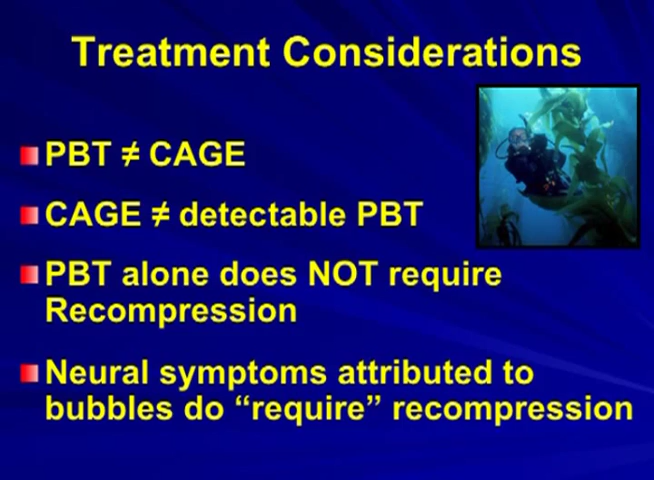 Treatment Considerations
PBT ≠ CAGE
CAGE ≠ detectable PBT
PBT alone does NOT require
Recompression
Neural symptoms attributed to
bubbles do “require” recompression